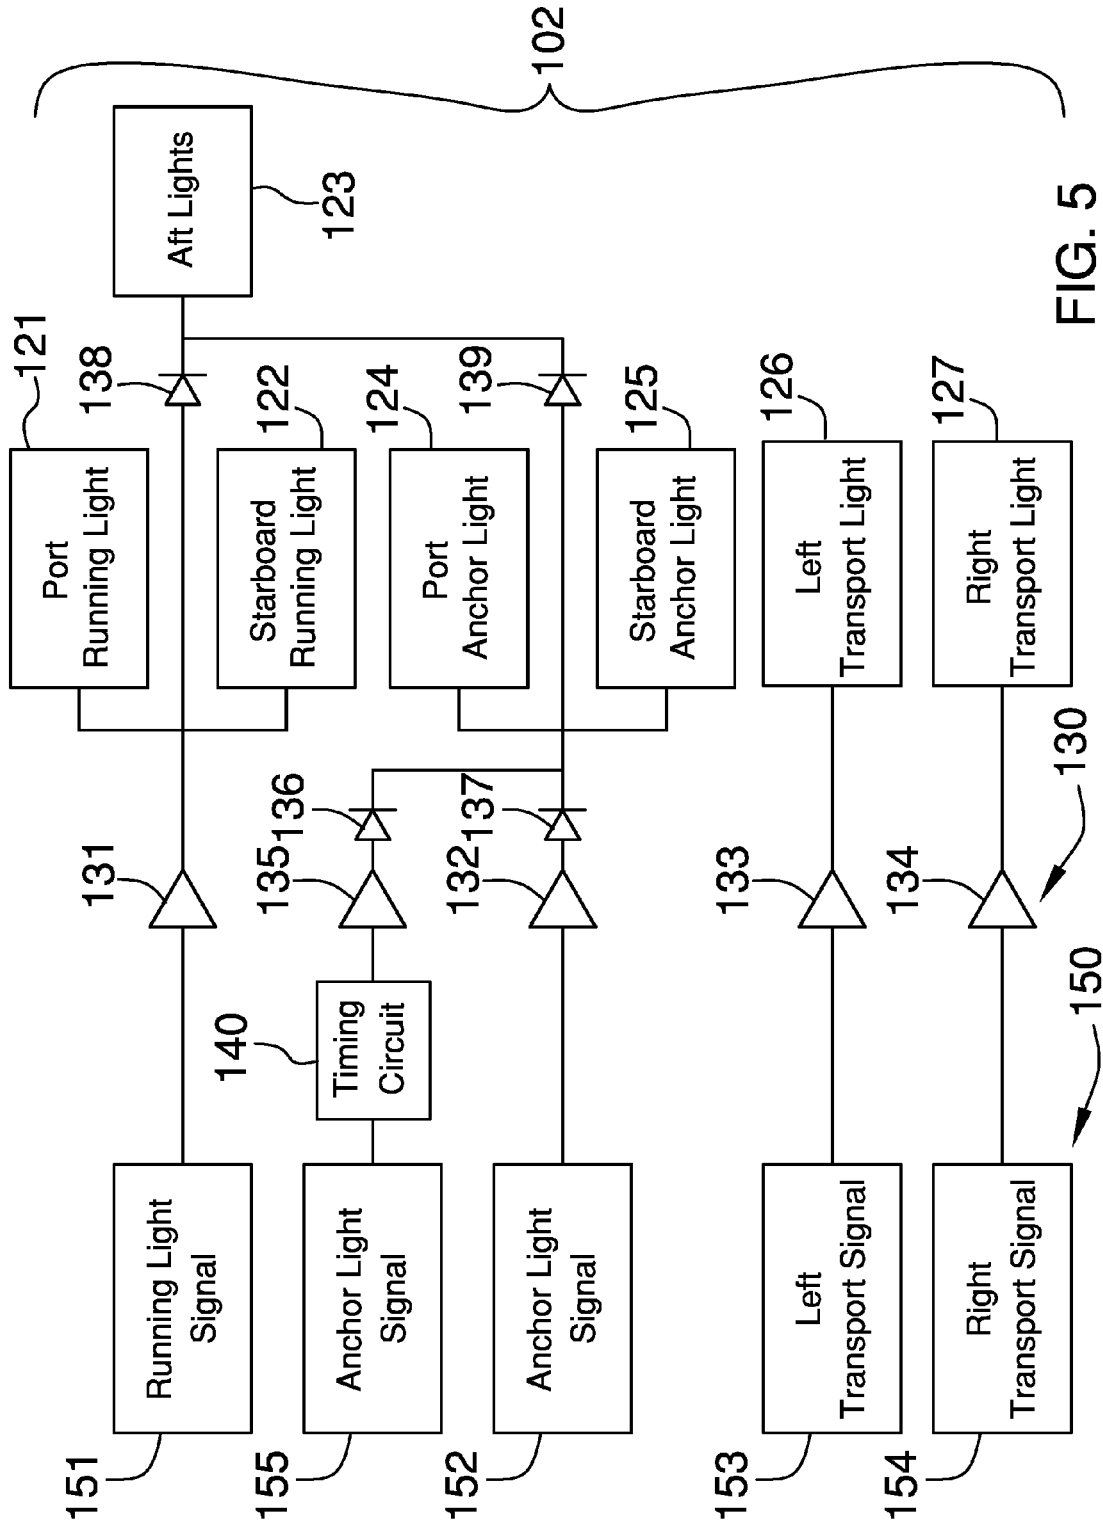 151
Running Light
Signal
131
Port
Running Light
121
138
Starboard
Running Light
122
Aft Lights
123
155
Anchor Light
Signal
140
Timing
Circuit
135
136
152
Anchor Light
Signal
132
137
Port
Anchor Light
124
139
Starboard
Anchor Light
125
102
153
Left
Transport Signal
133
Left
Transport Light
126
154
Right
Transport Signal
134
Right
Transport Light
127
150
130
FIG. 5